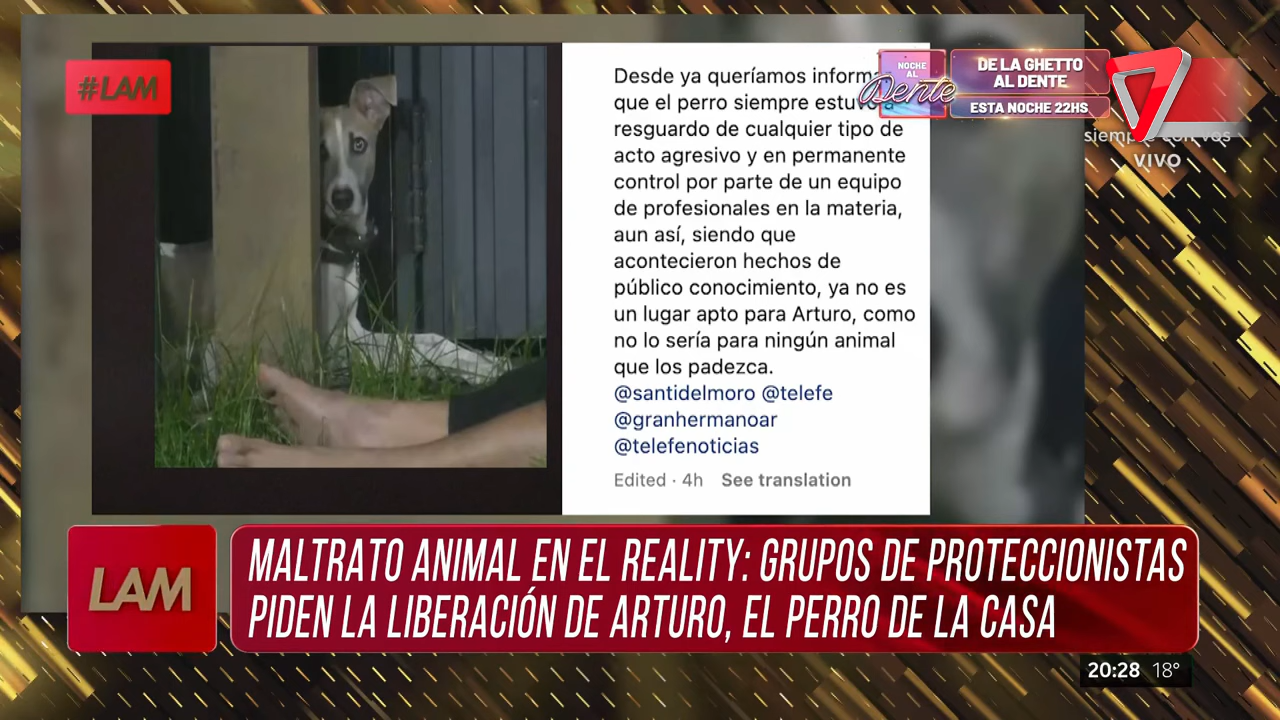 #LAM
Desde ya queríamos inform
que el perro siempre estuvo
resguardo de cualquier tipo de
acto agresivo y en permanente
control por parte de un equipo
de profesionales en la materia,
aun así, siendo que
acontecieron hechos de
público conocimiento, ya no es
un lugar apto para Arturo, como
no lo sería para ningún animal
que los padezca.
@santidelmoro @telefe
@granhermanoar
@telefenoticias
Edited · 4h See translation
NOCHE
AL
Dente
DE LA GHETTO
AL DENTE
ESTA NOCHE 22HS
siempre con vos
VIVO
LAM
MALTRATO ANIMAL EN EL REALITY: GRUPOS DE PROTECCIONISTAS
PIDEN LA LIBERACIÓN DE ARTURO, EL PERRO DE LA CASA
20:28 18°